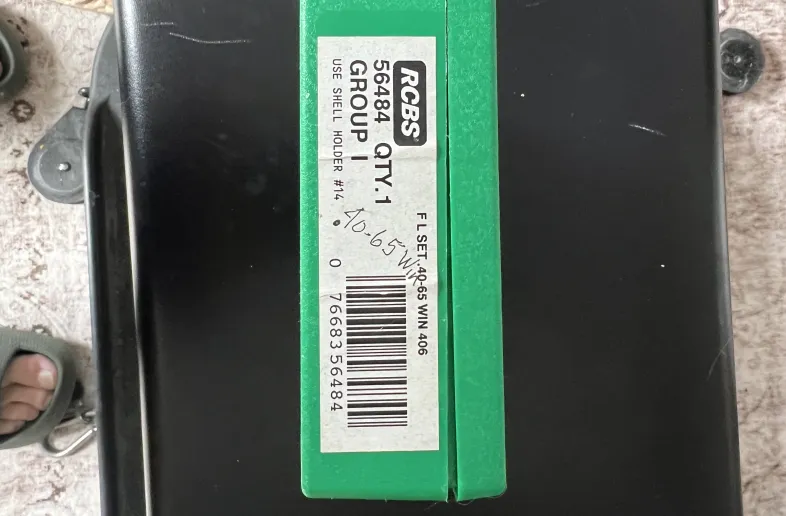 RCBS®
56484 QTY.1
GROUP I
USE SHELL HOLDER #14
F L SET 40-65 WIN 406
40-65 Win
0 76683 56484